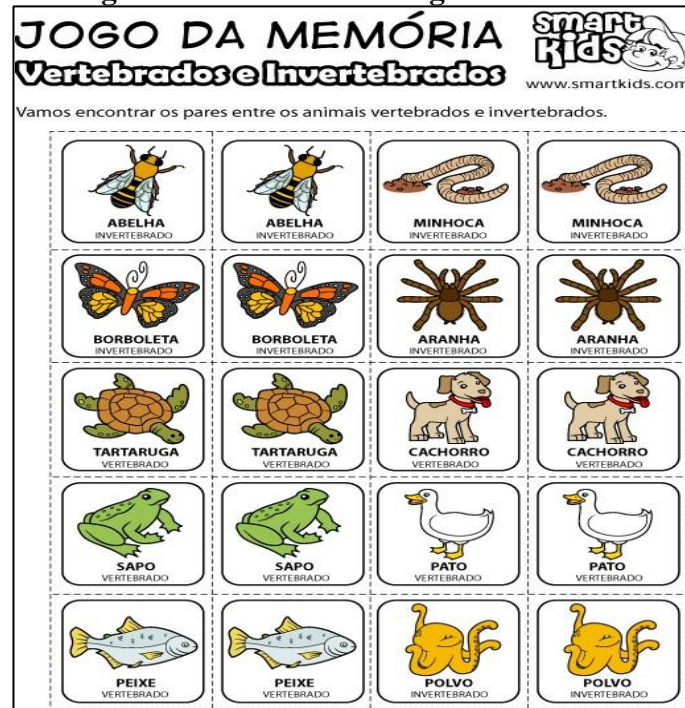 JOGO DA MEMÓRIA
smart
kids
Vertebrados e Invertebrados
www.smartkids.com
Vamos encontrar os pares entre os animais vertebrados e invertebrados.
ABELHA ABELHA MINHOCA MINHOCA
INVERTEBRADO INVERTEBRADO INVERTEBRADO INVERTEBRADO
BORBOLETA BORBOLETA ARANHA ARANHA
INVERTEBRADO INVERTEBRADO INVERTEBRADO INVERTEBRADO
TARTARUGA TARTARUGA CACHORRO CACHORRO
VERTEBRADO VERTEBRADO VERTEBRADO VERTEBRADO
SAPO SAPO PATO PATO
VERTEBRADO VERTEBRADO VERTEBRADO VERTEBRADO
PEIXE PEIXE POLVO POLVO
VERTEBRADO VERTEBRADO INVERTEBRADO INVERTEBRADO